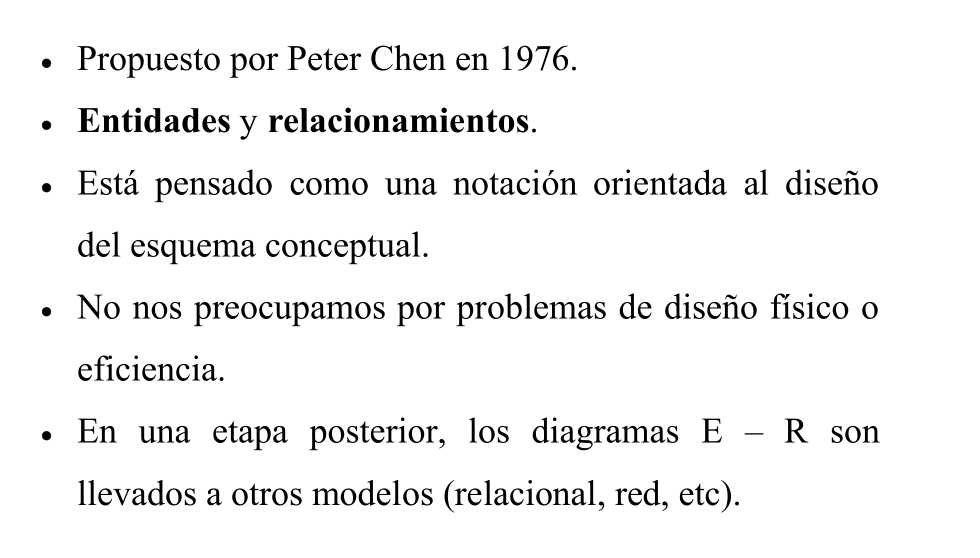 • Propuesto por Peter Chen en 1976.
• Entidades y relacionamientos.
• Está pensado como una notación orientada al diseño
del esquema conceptual.
• No nos preocupamos por problemas de diseño físico o
eficiencia.
• En una etapa posterior, los diagramas E – R son
llevados a otros modelos (relacional, red, etc).